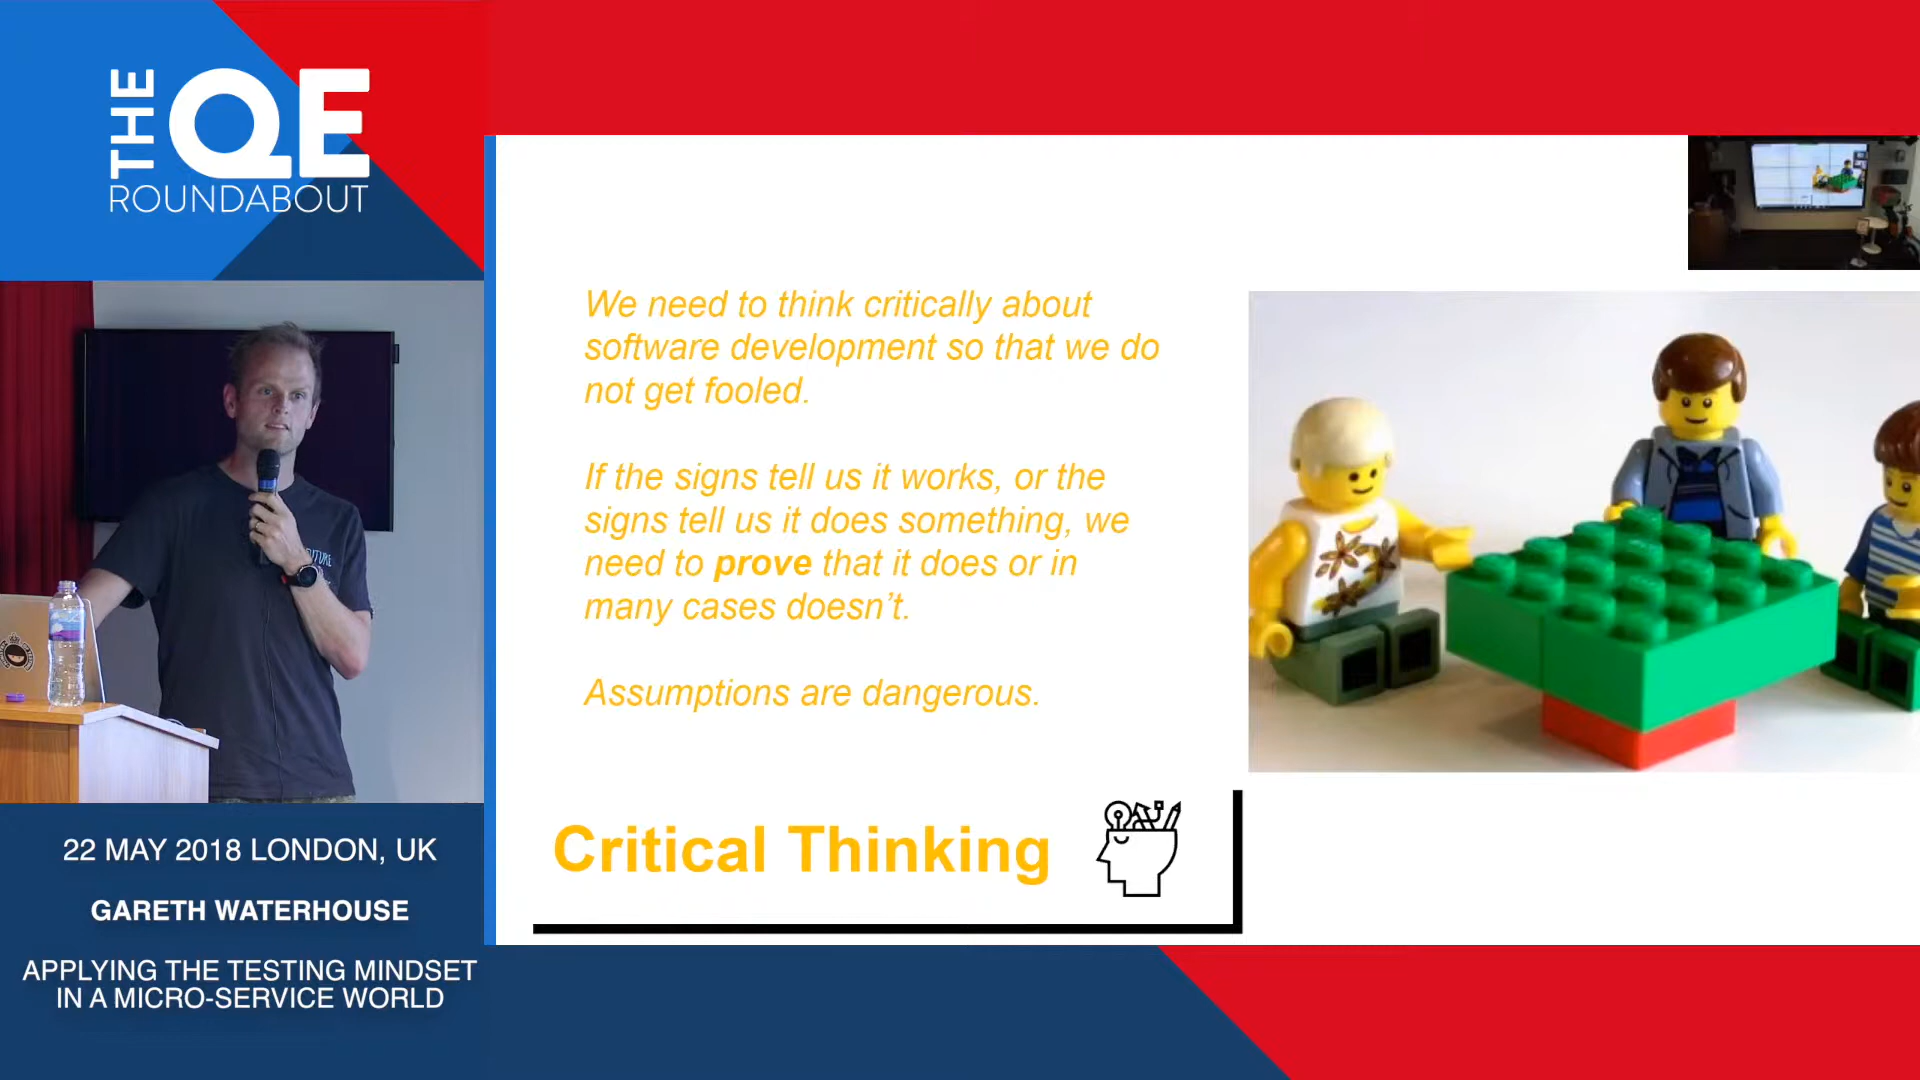 THE QE
ROUNDABOUT
We need to think critically about
software development so that we do
not get fooled.
If the signs tell us it works, or the
signs tell us it does something, we
need to prove that it does or in
many cases doesn’t.
Assumptions are dangerous.
Critical Thinking
22 MAY 2018 LONDON, UK
GARETH WATERHOUSE
APPLYING THE TESTING MINDSET
IN A MICRO-SERVICE WORLD